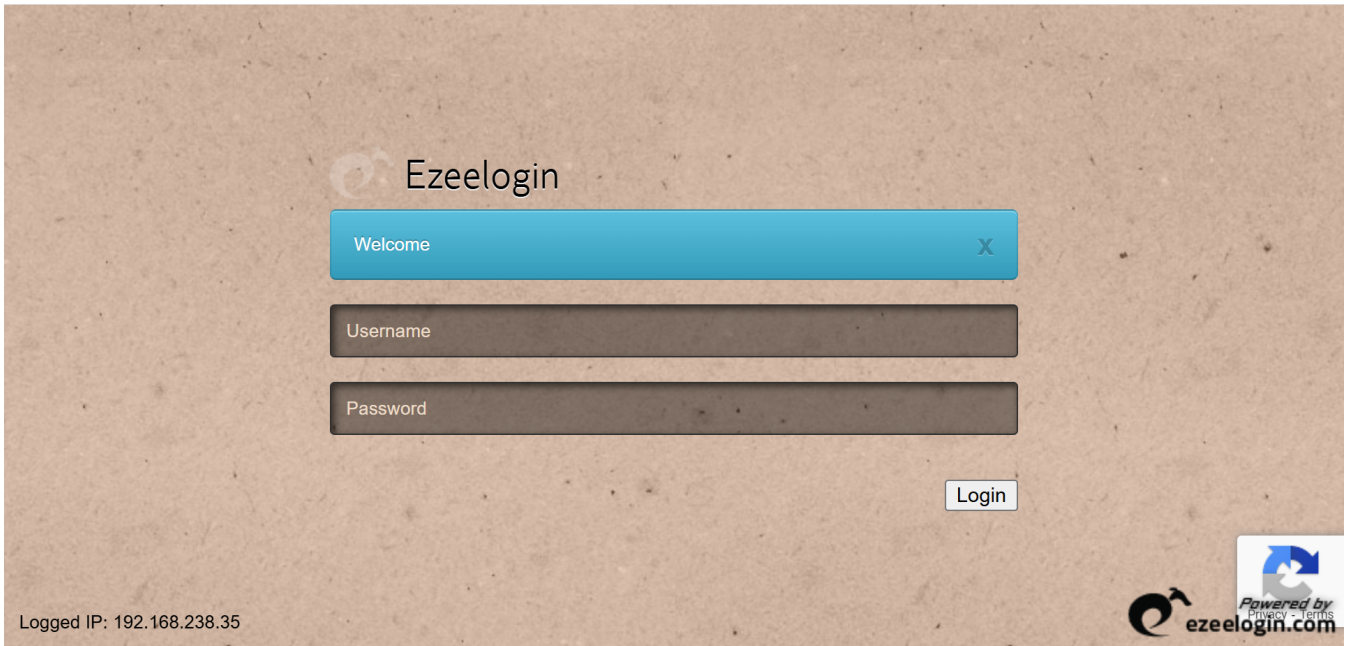 Ezeelogin
Welcome
x
Username
Password
Login
Logged IP: 192.168.238.35
Powered by
Privacy - Terms
ezeelogin.com